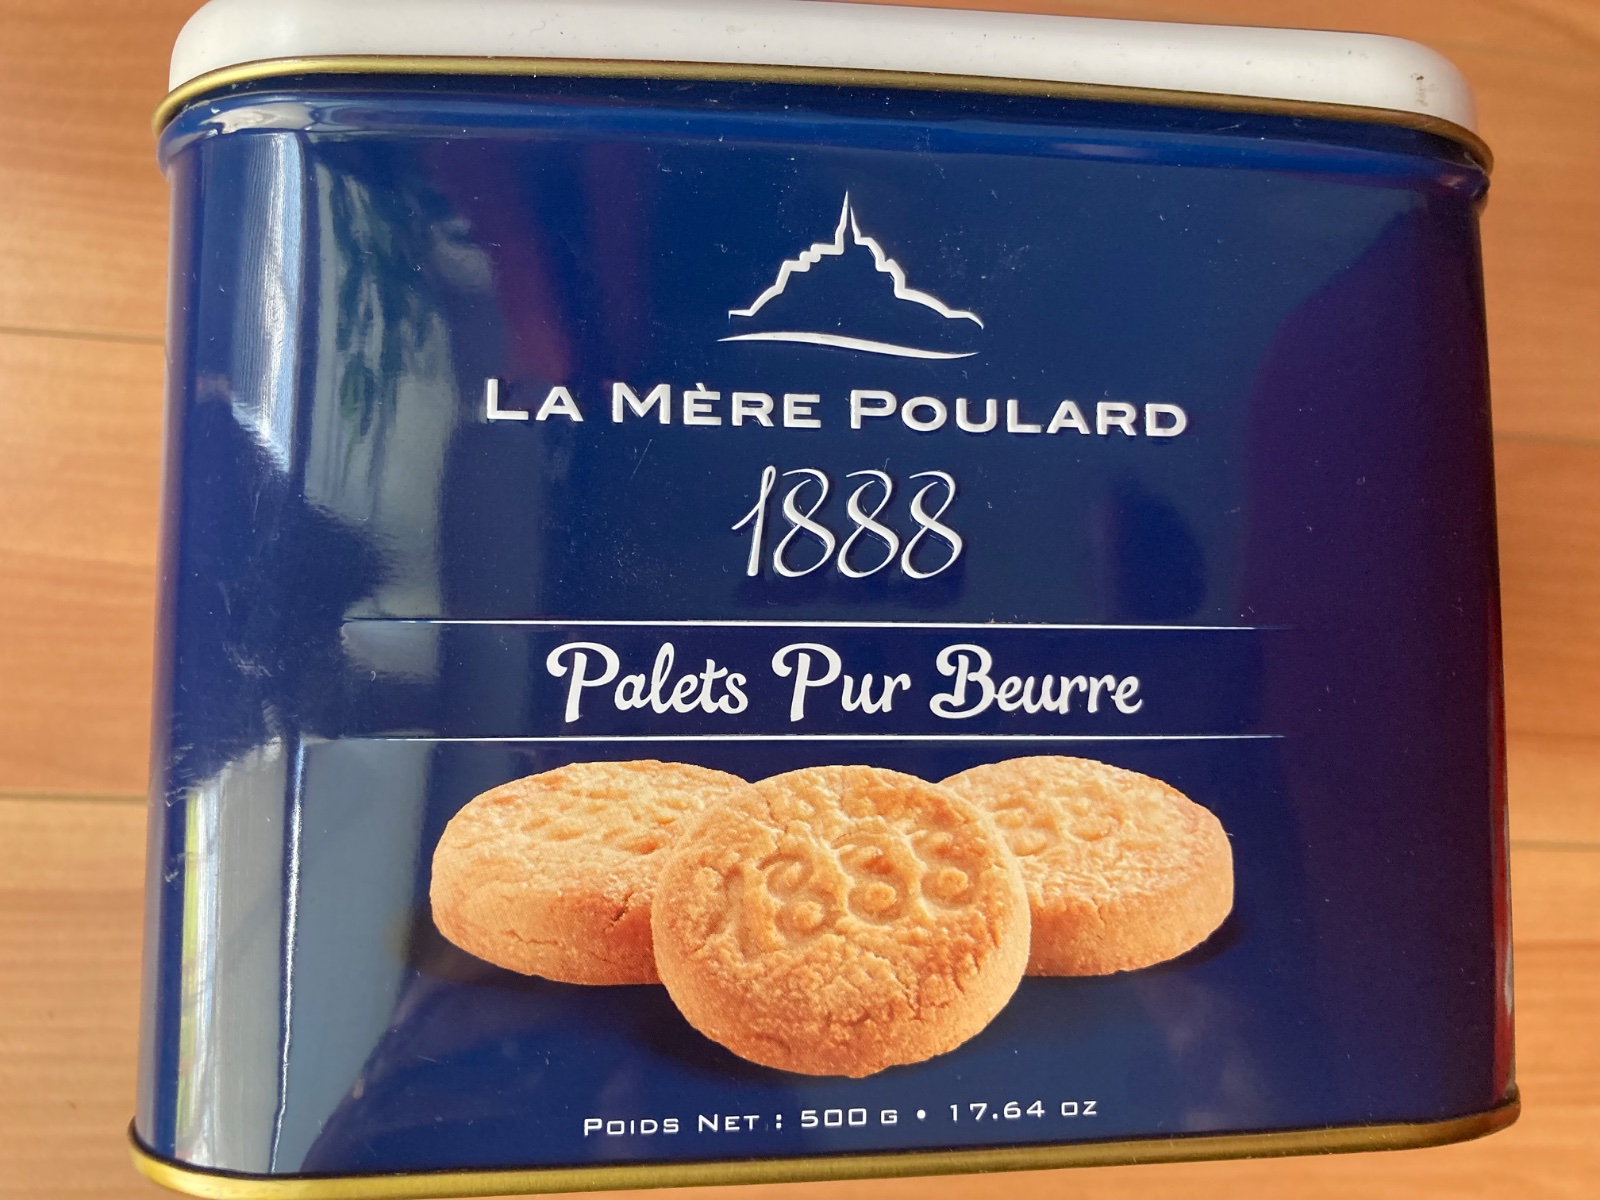 LA MÈRE POULARD
1888
Palets Pur Beurre
1888
POIDS NET : 500 G • 17.64 OZ